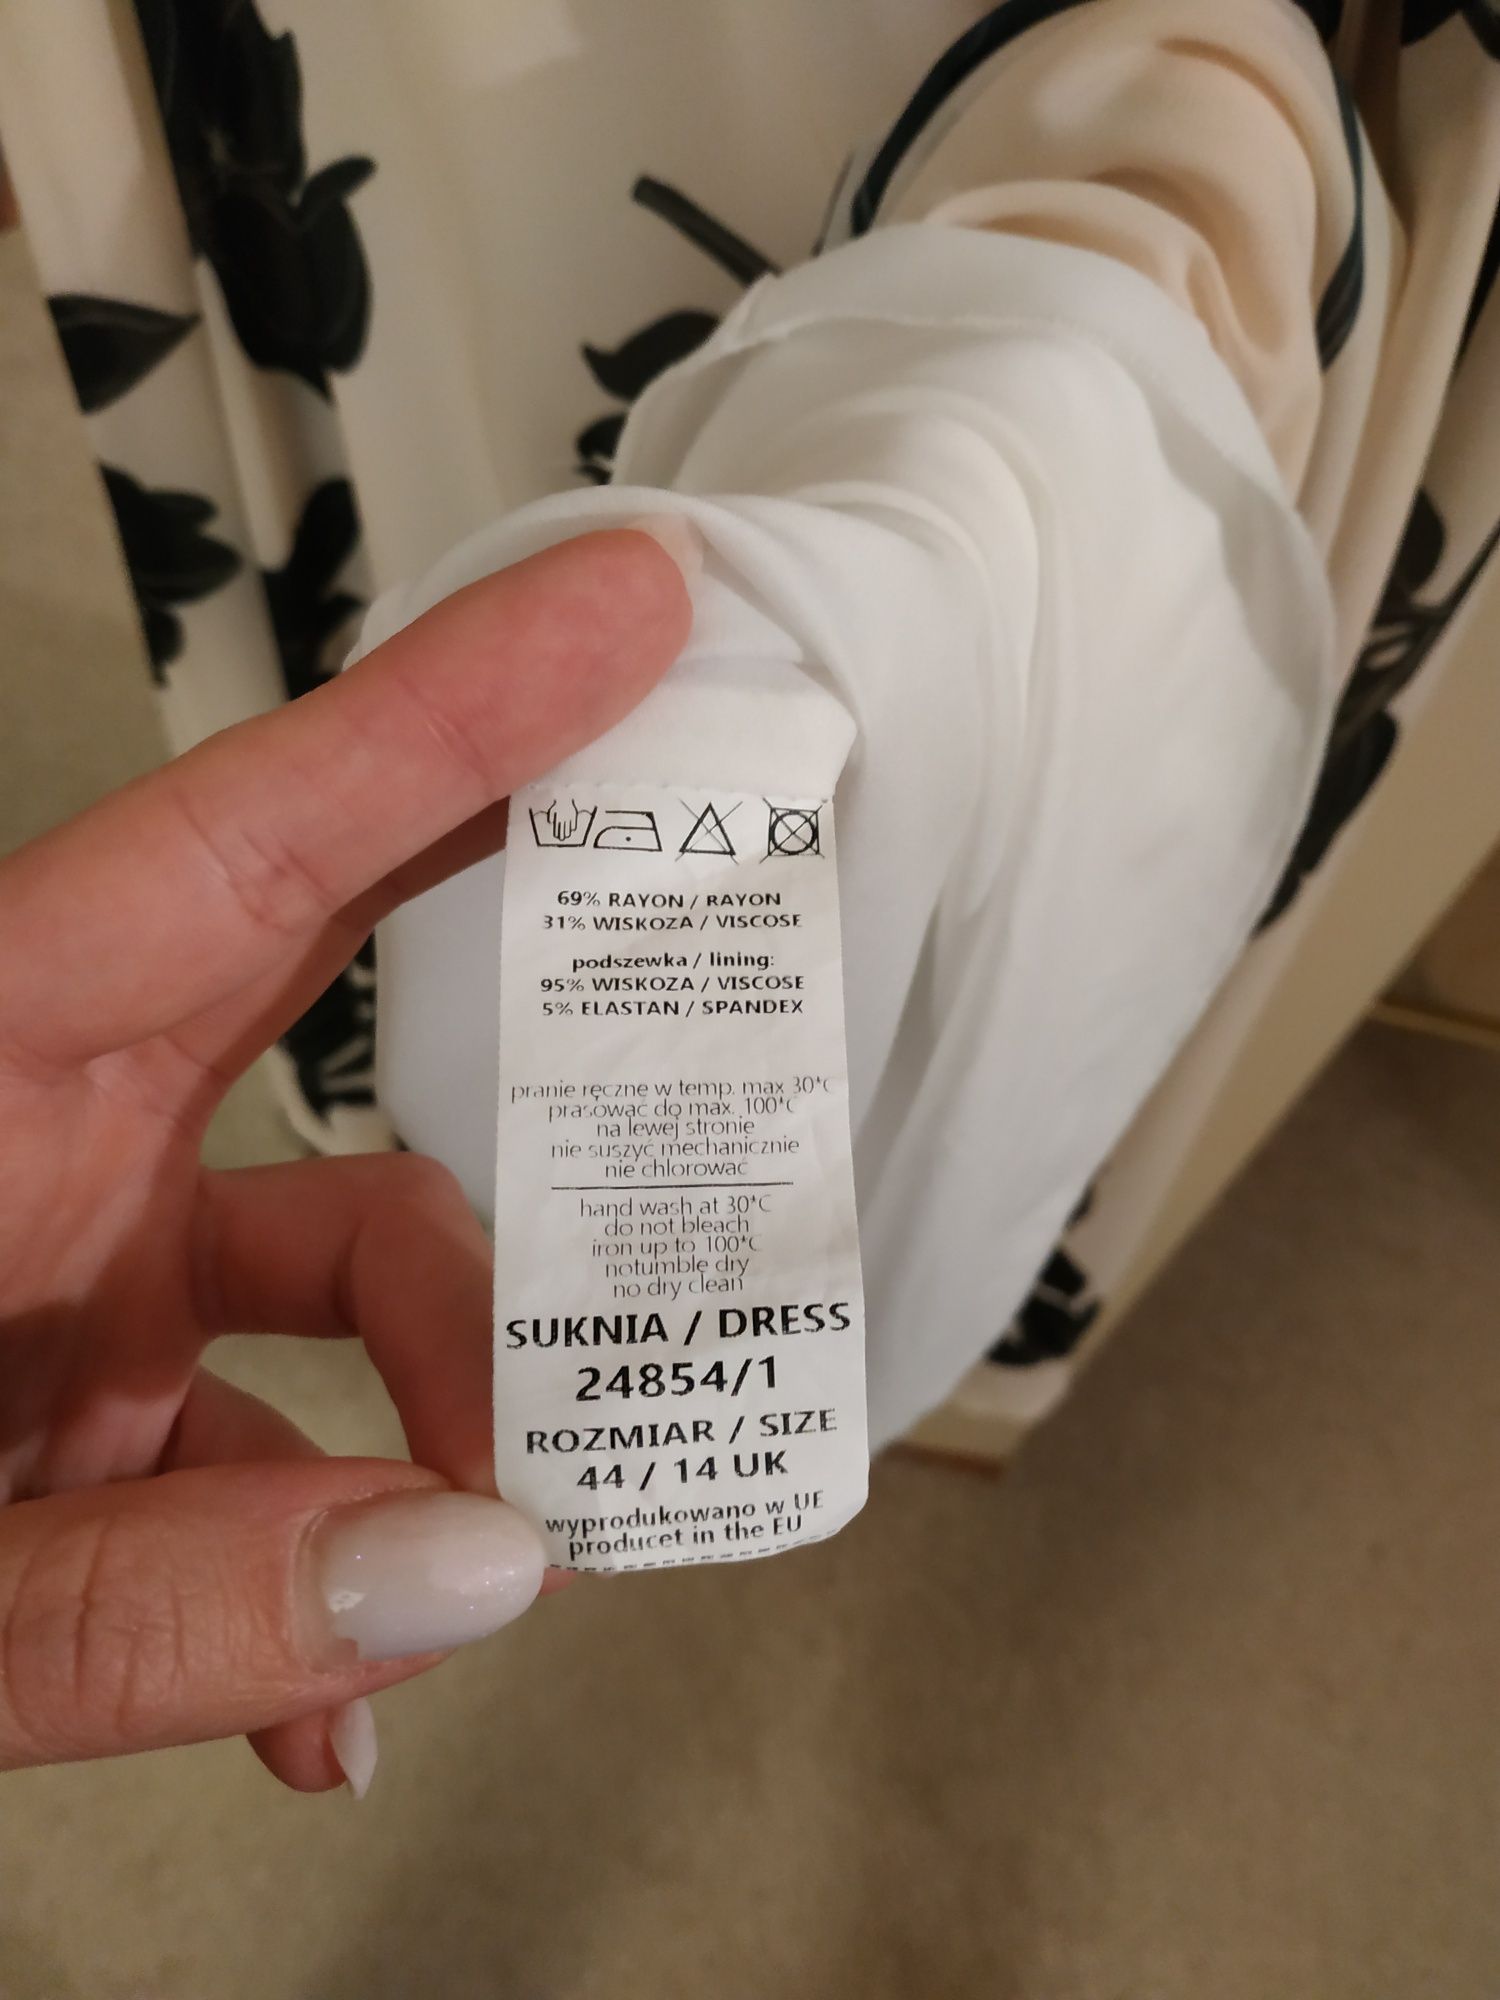 69% RAYON / RAYON
31% WISKOZA / VISCOSE
podszewka / lining:
95% WISKOZA / VISCOSE
5% ELASTAN / SPANDEX
pranie ręczne w temp. max 30°C
prasować do max. 100°C
na lewej stronie
nie suszyć mechanicznie
nie chlorować
hand wash at 30°C
do not bleach
iron up to 100°C
notumble dry
no dry clean
SUKNIA / DRESS
24854/1
ROZMIAR / SIZE
44 / 14 UK
wyprodukowano w UE
producet in the EU